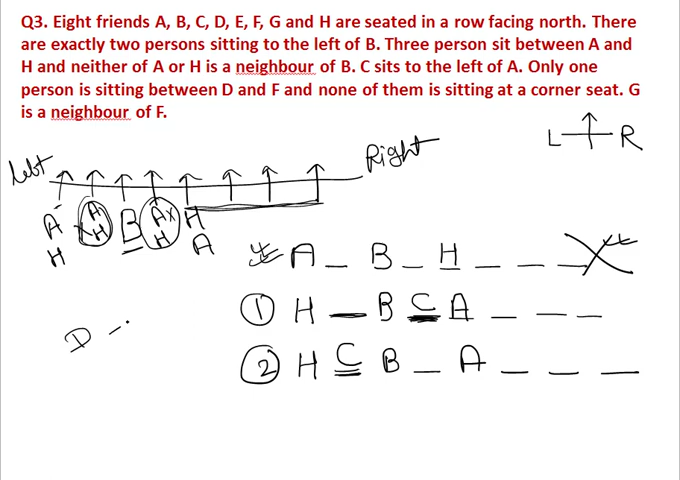 Q3. Eight friends A, B, C, D, E, F, G and H are seated in a row facing north. There
are exactly two persons sitting to the left of B. Three person sit between A and
H and neither of A or H is a neighbour of B. C sits to the left of A. Only one
person is sitting between D and F and none of them is sitting at a corner seat. G
is a neighbour of F.
L R
Left Right
A A B A x H
H x H H A
A _ B _ H _ _ _
① H _ B C A _ _ _
D -
② H C B _ A _ _ _